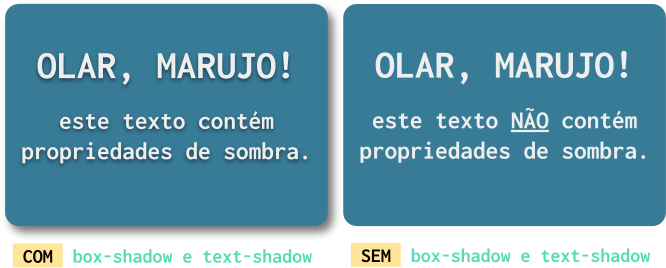 OLAR, MARUJO!
este texto contém
propriedades de sombra.
COM box-shadow e text-shadow
OLAR, MARUJO!
este texto NÃO contém
propriedades de sombra.
SEM box-shadow e text-shadow